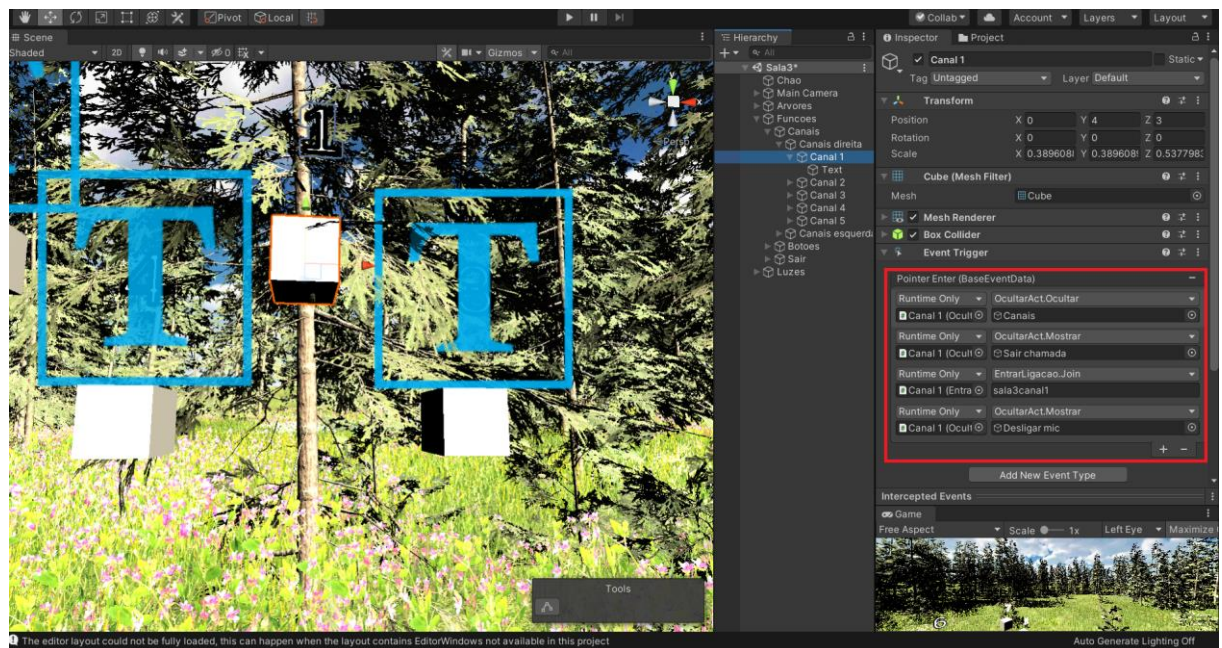 Pivot Local
Collab Account Layers Layout
Scene
Shaded 2D 0 Gizmos All
Persp
1
T T
Tools
Hierarchy
All
Sala3*
Chao
Main Camera
Arvores
Funcoes
Canais
Canais direita
Canal 1
Text
Canal 2
Canal 3
Canal 4
Canal 5
Canais esquerda
Botoes
Sair
Luzes
Inspector Project
Canal 1 Static
Tag Untagged Layer Default
Transform
Position X 0 Y 4 Z 3
Rotation X 0 Y 0 Z 0
Scale X 0.389608 Y 0.389608 Z 0.537798
Cube (Mesh Filter)
Mesh Cube
Mesh Renderer
Box Collider
Event Trigger
Pointer Enter (BaseEventData)
Runtime Only OcultarAct.Ocultar
Canal 1 (Ocult Canais
Runtime Only OcultarAct.Mostrar
Canal 1 (Ocult Sair chamada
Runtime Only EntrarLigacao.Join
Canal 1 (Entra sala3canal1
Runtime Only OcultarAct.Mostrar
Canal 1 (Ocult Desligar mic
+ −
Add New Event Type
Intercepted Events
Game
Free Aspect Scale 1x Left Eye Maximize
The editor layout could not be fully loaded, this can happen when the layout contains EditorWindows not available in this project
Auto Generate Lighting Off